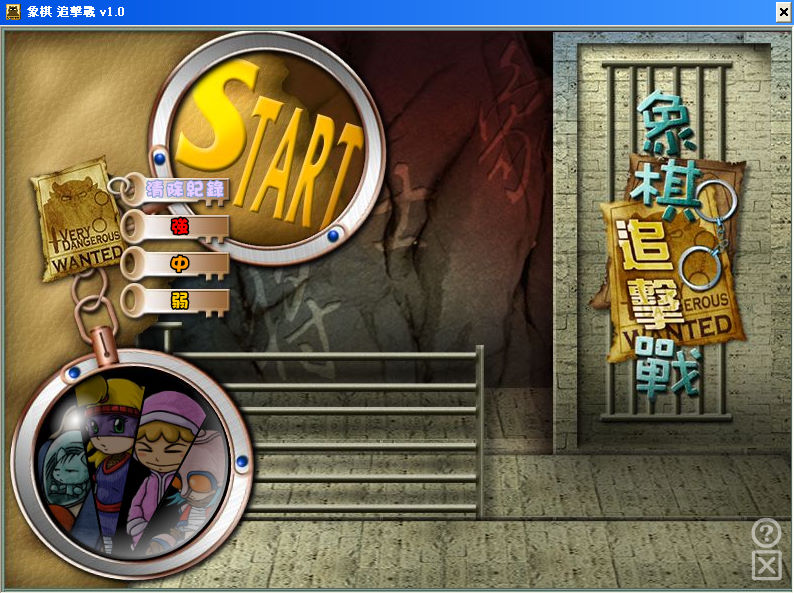 象棋 追擊戰 v1.0
START
清除紀錄
強
中
弱
VERY
DANGEROUS
WANTED
象
棋
追
擊
戰
EROUS
WANTED
?